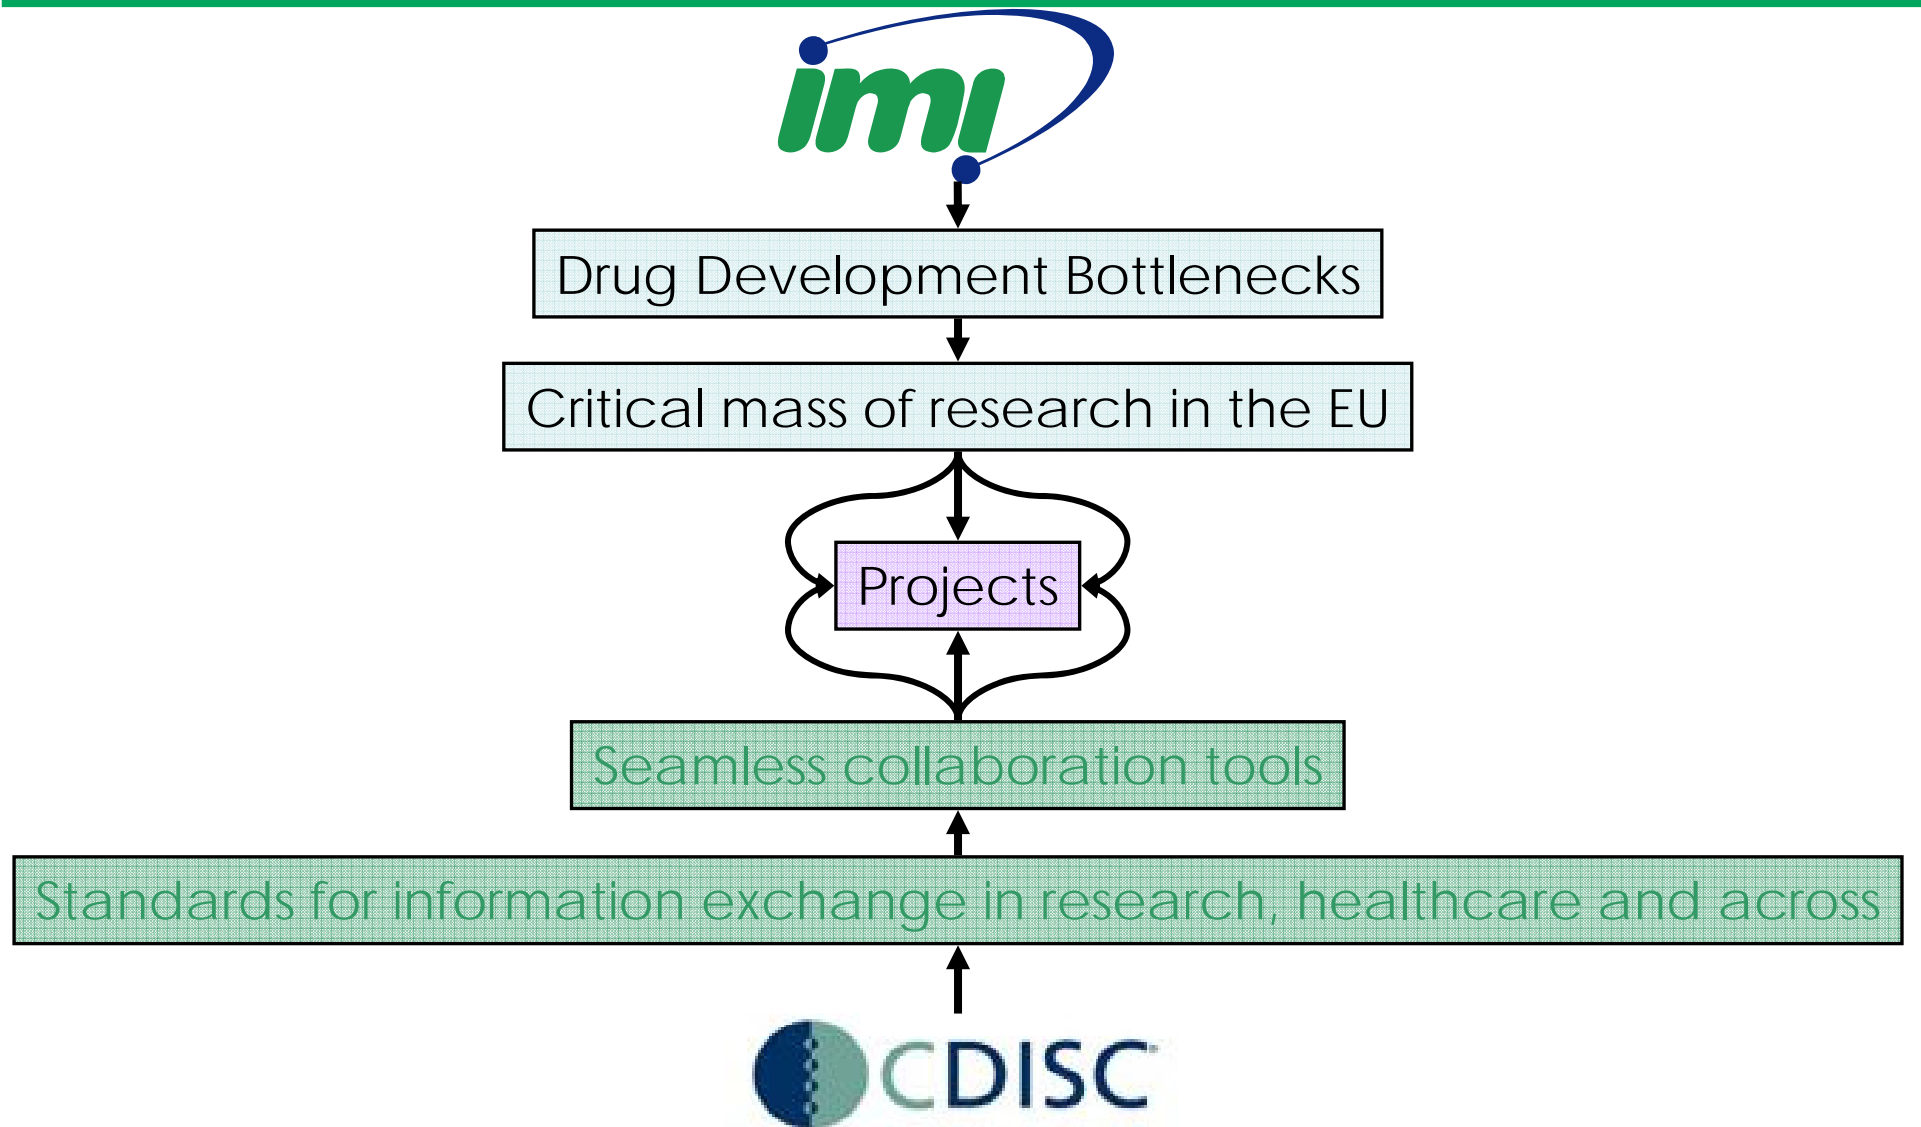 imi
Drug Development Bottlenecks
Critical mass of research in the EU
Projects
Seamless collaboration tools
Standards for information exchange in research, healthcare and across
CDISC